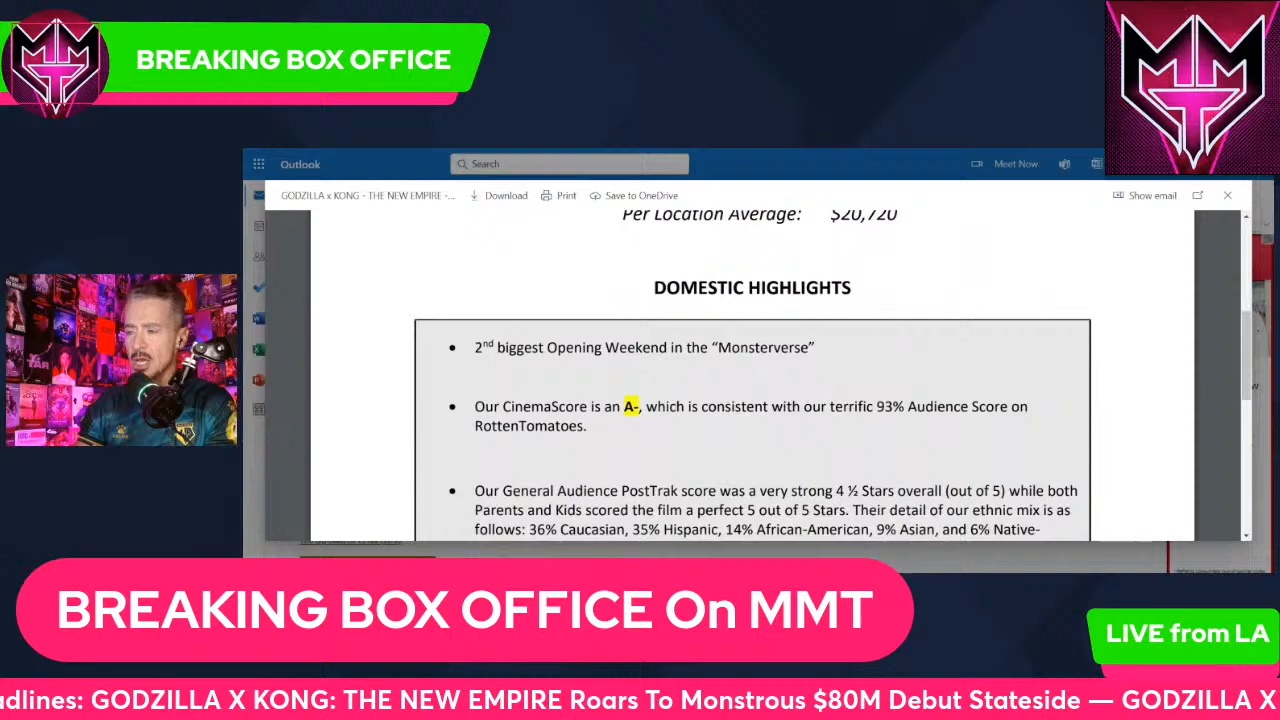 BREAKING BOX OFFICE
Outlook
Search
Meet Now
GODZILLA x KONG - THE NEW EMPIRE -...
Download
Print
Save to OneDrive
Show email
Per Location Average: $20,720
DOMESTIC HIGHLIGHTS
• 2nd biggest Opening Weekend in the “Monsterverse”
• Our CinemaScore is an A-, which is consistent with our terrific 93% Audience Score on
RottenTomatoes.
• Our General Audience PostTrak score was a very strong 4 ½ Stars overall (out of 5) while both
Parents and Kids scored the film a perfect 5 out of 5 Stars. Their detail of our ethnic mix is as
follows: 36% Caucasian, 35% Hispanic, 14% African-American, 9% Asian, and 6% Native-
BREAKING BOX OFFICE On MMT
LIVE from LA
adlines: GODZILLA X KONG: THE NEW EMPIRE Roars To Monstrous $80M Debut Stateside — GODZILLA X